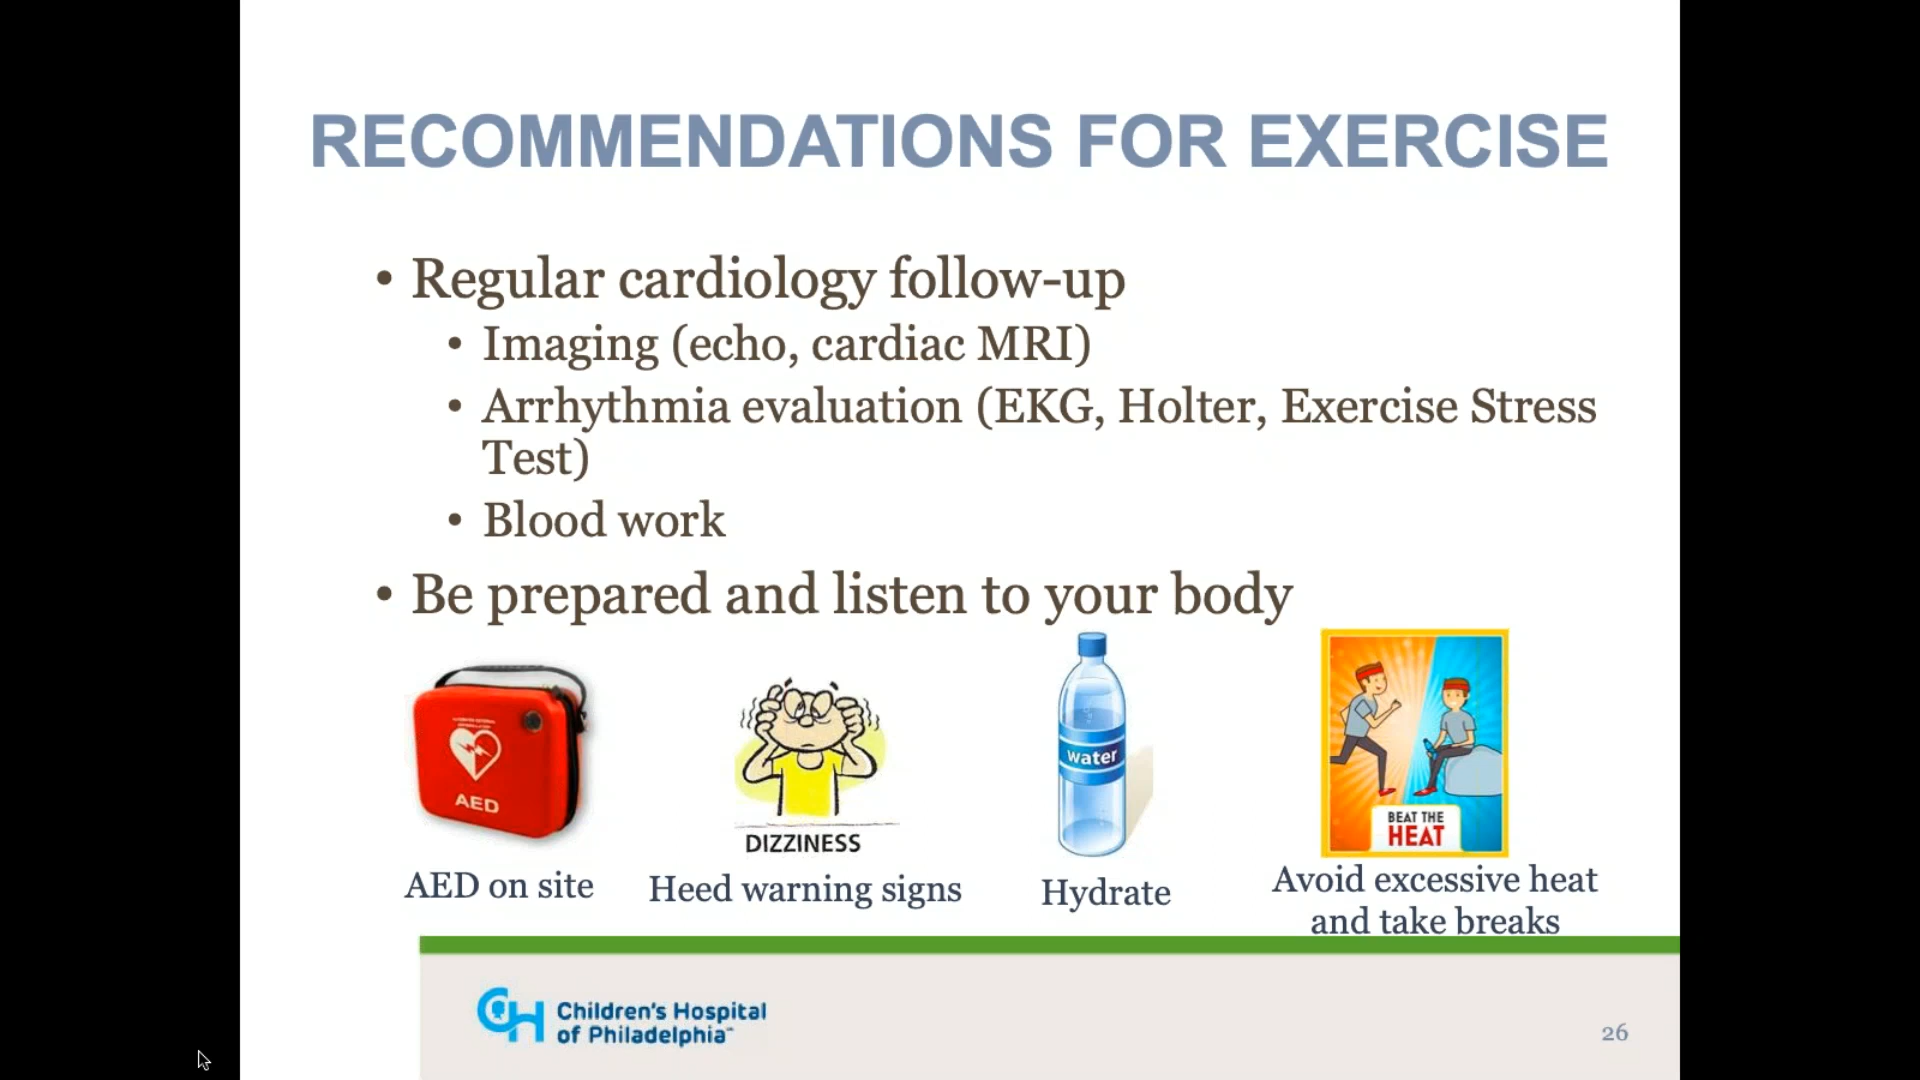 RECOMMENDATIONS FOR EXERCISE
• Regular cardiology follow-up
• Imaging (echo, cardiac MRI)
• Arrhythmia evaluation (EKG, Holter, Exercise Stress
Test)
• Blood work
• Be prepared and listen to your body
AED
DIZZINESS
water
BEAT THE
HEAT
AED on site
Heed warning signs
Hydrate
Avoid excessive heat
and take breaks
Children's Hospital
of Philadelphia™
26